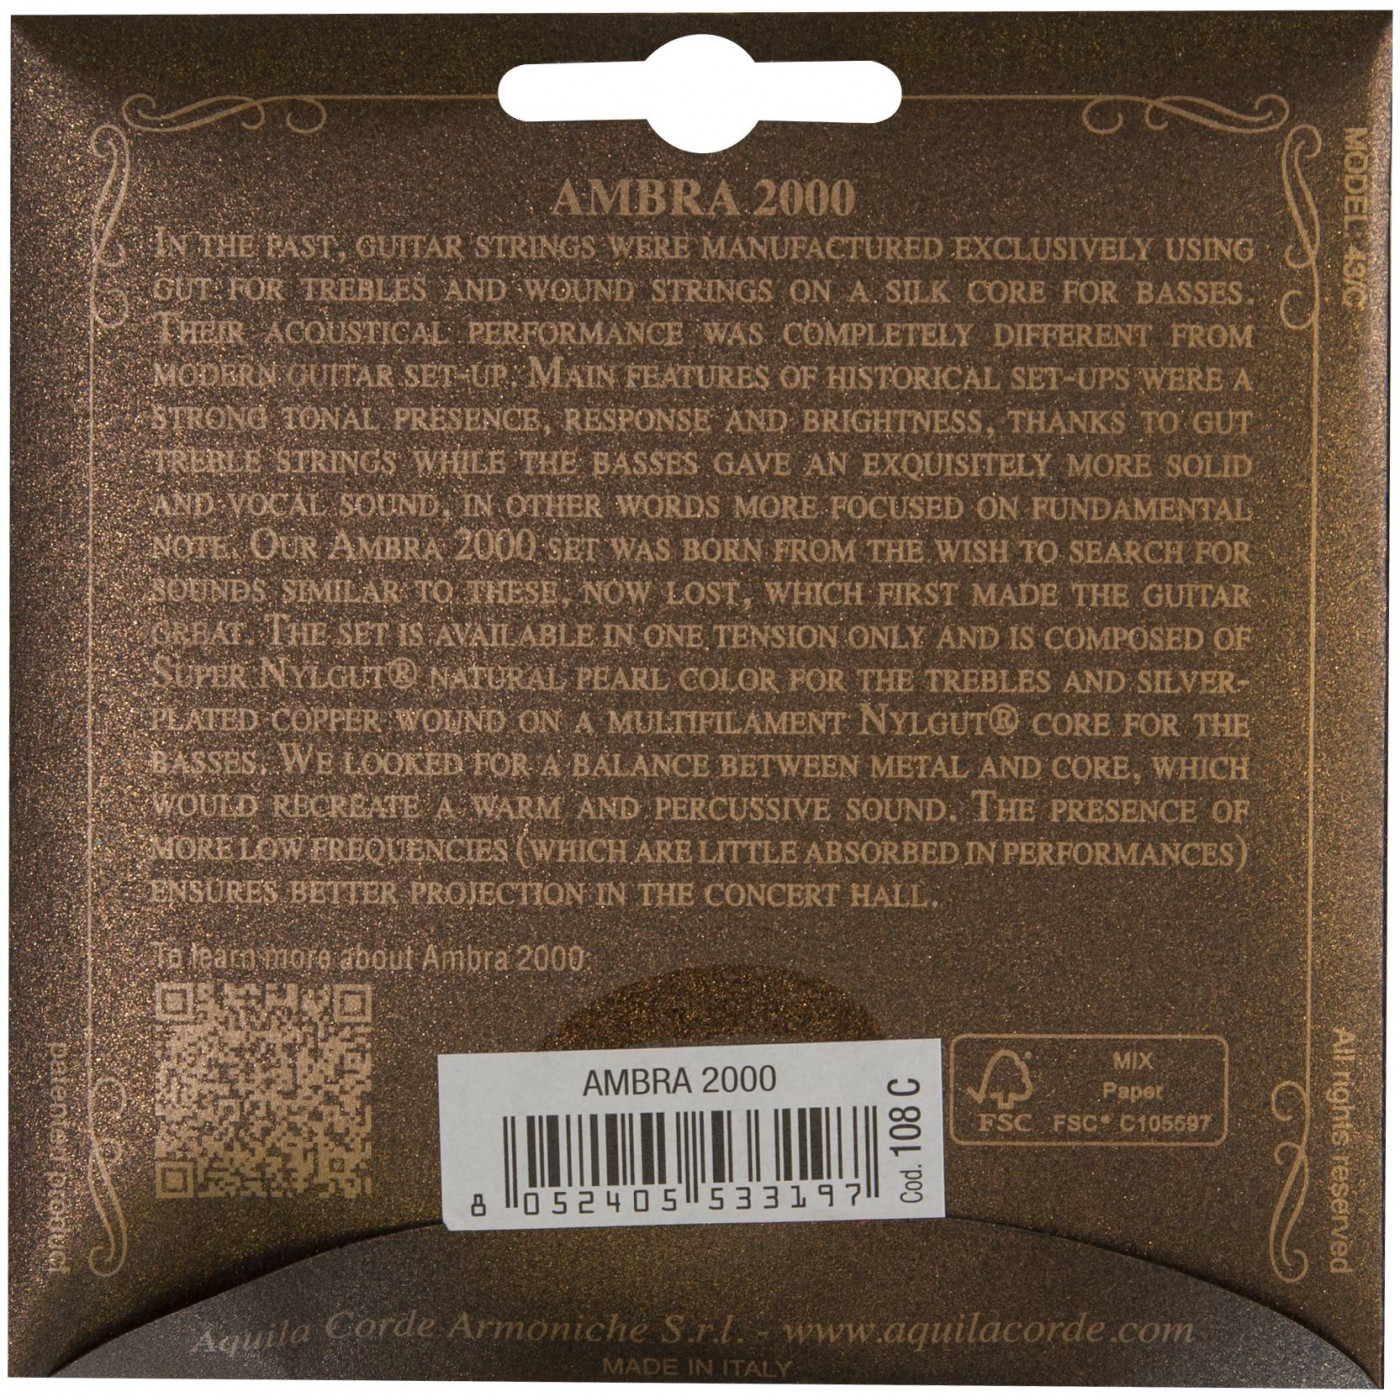 AMBRA 2000
IN THE PAST, GUITAR STRINGS WERE MANUFACTURED EXCLUSIVELY USING
GUT FOR TREBLES AND WOUND STRINGS ON A SILK CORE FOR BASSES.
THEIR ACOUSTICAL PERFORMANCE WAS COMPLETELY DIFFERENT FROM
MODERN GUITAR SET-UP. MAIN FEATURES OF HISTORICAL SET-UPS WERE A
STRONG TONAL PRESENCE, RESPONSE AND BRIGHTNESS, THANKS TO GUT
TREBLE STRINGS WHILE THE BASSES GAVE AN EXQUISITELY MORE SOLID
AND VOCAL SOUND, IN OTHER WORDS MORE FOCUSED ON FUNDAMENTAL
NOTE. OUR AMBRA 2000 SET WAS BORN FROM THE WISH TO SEARCH FOR
SOUNDS SIMILAR TO THESE, NOW LOST, WHICH FIRST MADE THE GUITAR
GREAT. THE SET IS AVAILABLE IN ONE TENSION ONLY AND IS COMPOSED OF
SUPER NYLGUT® NATURAL PEARL COLOR FOR THE TREBLES AND SILVER-
PLATED COPPER WOUND ON A MULTIFILAMENT NYLGUT® CORE FOR THE
BASSES. WE LOOKED FOR A BALANCE BETWEEN METAL AND CORE, WHICH
WOULD RECREATE A WARM AND PERCUSSIVE SOUND. THE PRESENCE OF
MORE LOW FREQUENCIES (WHICH ARE LITTLE ABSORBED IN PERFORMANCES)
ENSURES BETTER PROJECTION IN THE CONCERT HALL.
To learn more about Ambra 2000:
MODEL 43/C
patented product
All rights reserved
AMBRA 2000
8 052405 533197
Cod. 108 C
FSC
MIX
Paper
FSC® C105597
Aquila Corde Armoniche S.r.l. - www.aquilacorde.com
MADE IN ITALY